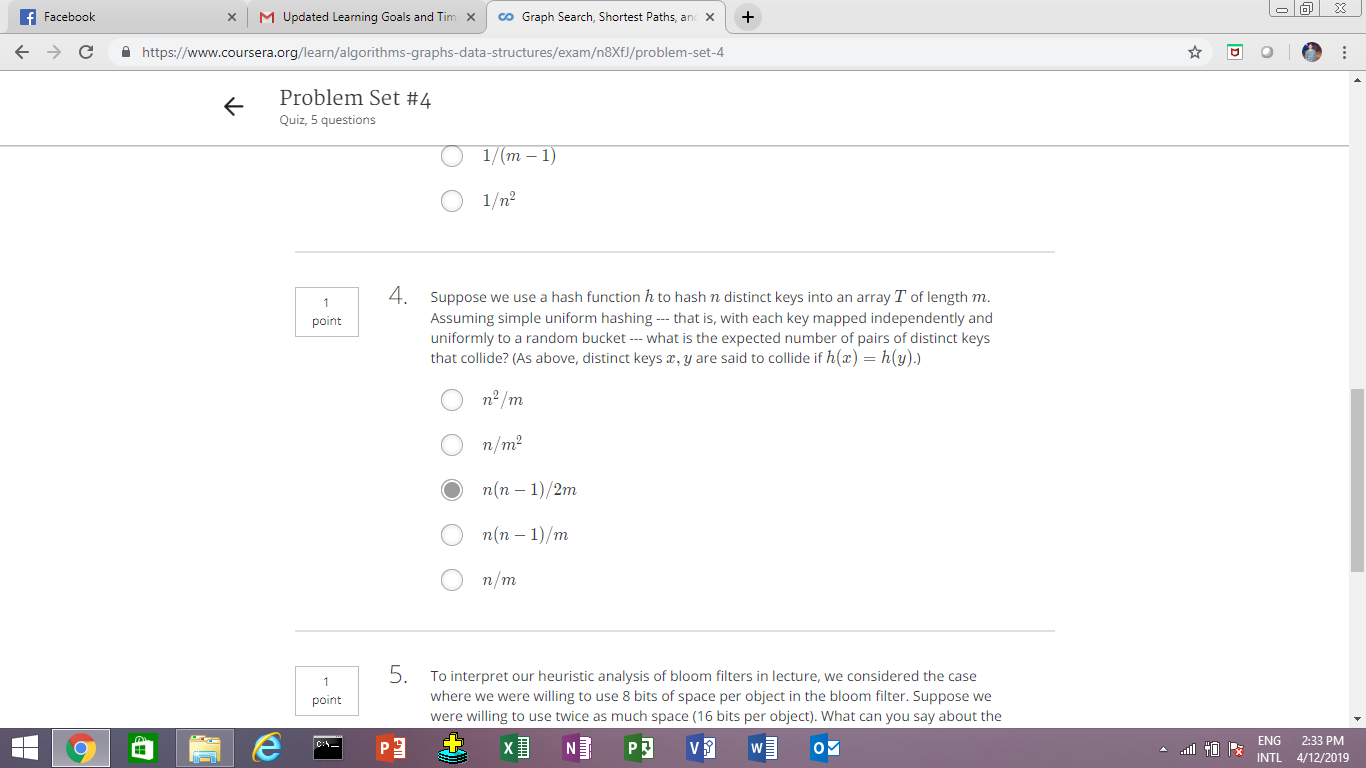 Facebook
Updated Learning Goals and Tim
Graph Search, Shortest Paths, an
https://www.coursera.org/learn/algorithms-graphs-data-structures/exam/n8XfJ/problem-set-4
Problem Set #4
Quiz, 5 questions
1/(m − 1)
1/n²
1
point
4.
Suppose we use a hash function h to hash n distinct keys into an array T of length m.
Assuming simple uniform hashing --- that is, with each key mapped independently and
uniformly to a random bucket --- what is the expected number of pairs of distinct keys
that collide? (As above, distinct keys x, y are said to collide if h(x) = h(y).)
n²/m
n/m²
n(n − 1)/2m
n(n − 1)/m
n/m
1
point
5.
To interpret our heuristic analysis of bloom filters in lecture, we considered the case
where we were willing to use 8 bits of space per object in the bloom filter. Suppose we
were willing to use twice as much space (16 bits per object). What can you say about the
ENG
INTL
2:33 PM
4/12/2019